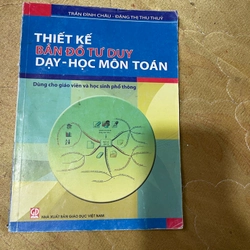 TRẦN ĐÌNH CHÂU - ĐẶNG THỊ THU THUỶ
THIẾT KẾ
BẢN ĐỒ TƯ DUY
DẠY - HỌC MÔN TOÁN
Dùng cho giáo viên và học sinh phổ thông
NHÀ XUẤT BẢN GIÁO DỤC VIỆT NAM